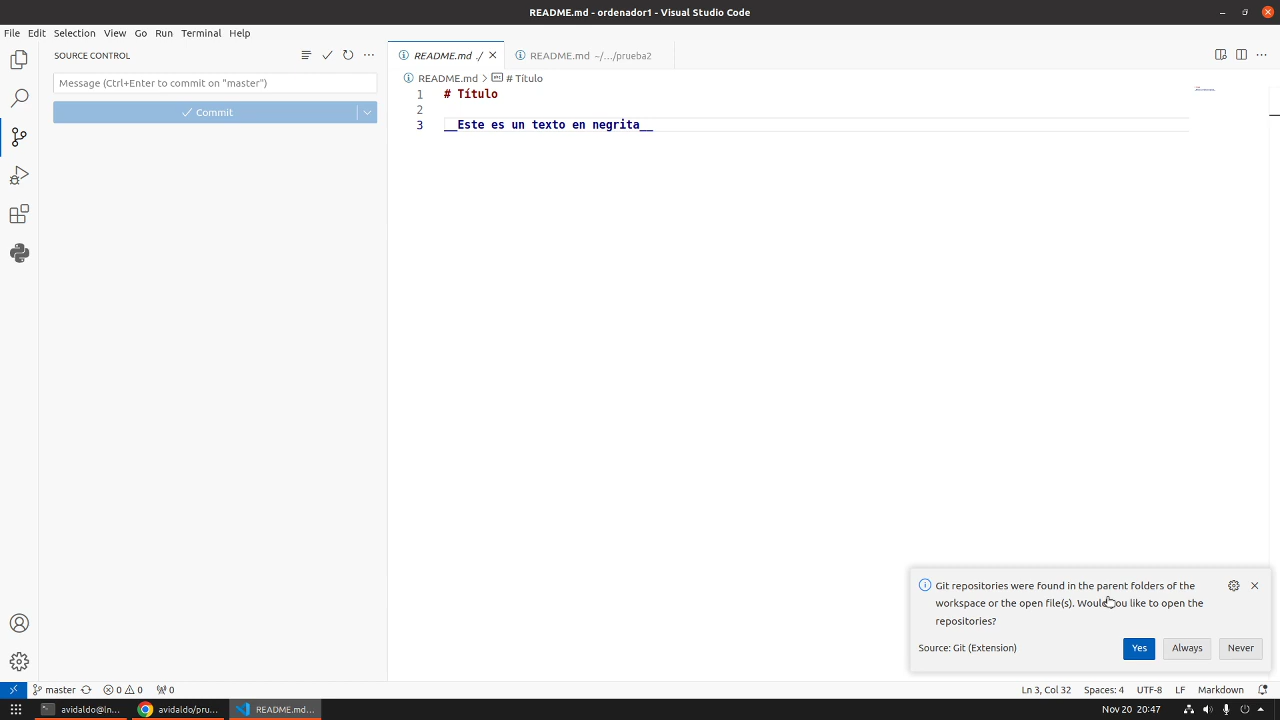 README.md - ordenador1 - Visual Studio Code
File Edit Selection View Go Run Terminal Help
SOURCE CONTROL
Message (Ctrl+Enter to commit on "master")
Commit
README.md ./
README.md ~/.../prueba2
README.md > # Título
1 # Título
2
3 __Este es un texto en negrita__
Git repositories were found in the parent folders of the
workspace or the open file(s). Would you like to open the
repositories?
Source: Git (Extension)
Yes Always Never
master 0 0 0
Ln 3, Col 32 Spaces: 4 UTF-8 LF Markdown
avidaldo@ln... avidaldo/pru... README.md... Nov 20 20:47